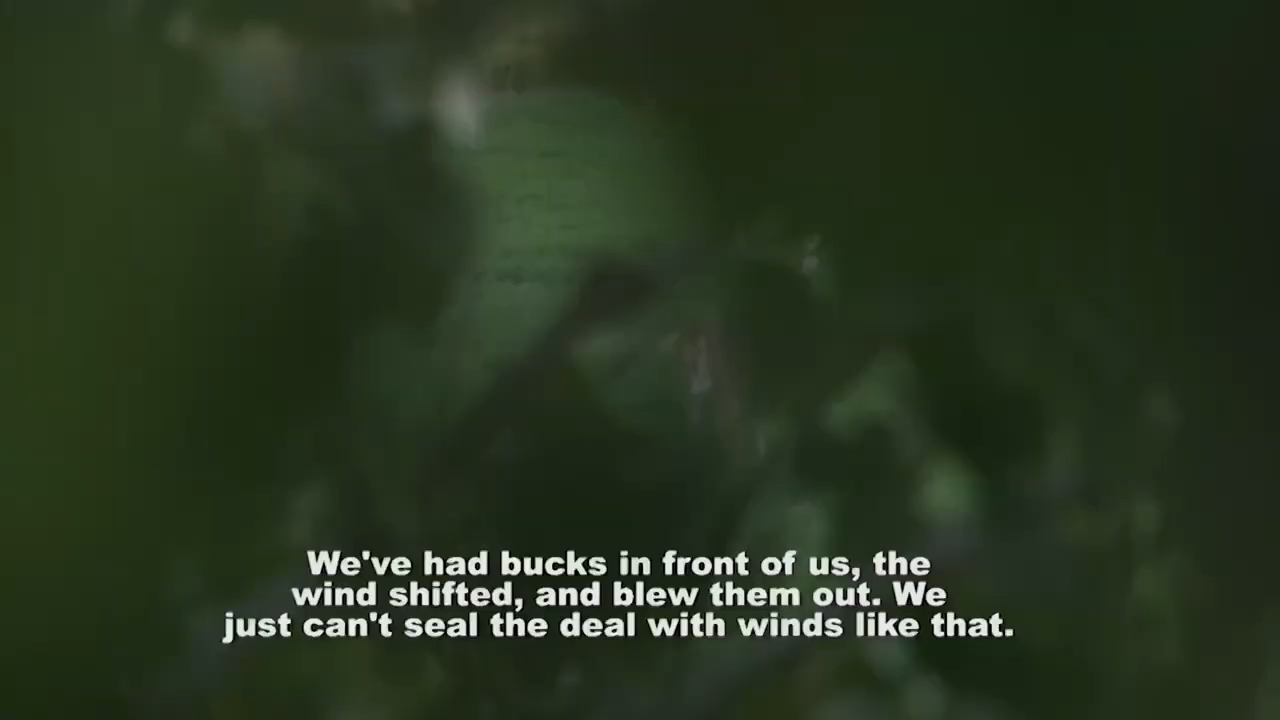 We've had bucks in front of us, the
wind shifted, and blew them out. We
just can't seal the deal with winds like that.